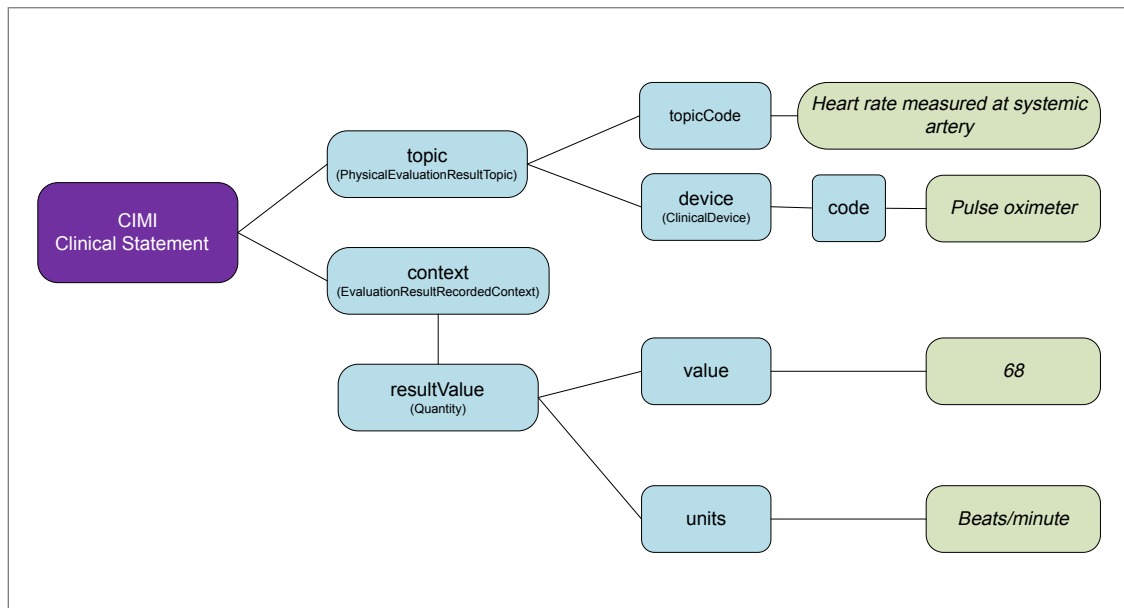 CIMI
Clinical Statement
topic
(PhysicalEvaluationResultTopic)
topicCode
Heart rate measured at systemic
artery
device
(ClinicalDevice)
code
Pulse oximeter
context
(EvaluationResultRecordedContext)
resultValue
(Quantity)
value
68
units
Beats/minute